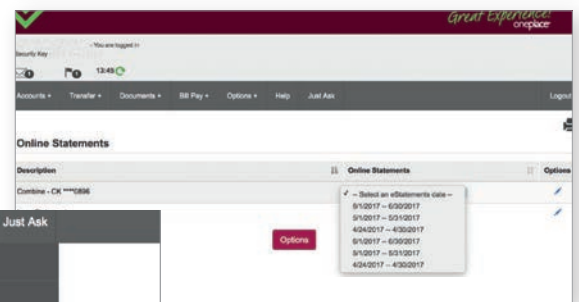 Great Experience!
oneplace
- You are logged in
Security Key
0 0 13:45
Accounts Transfer Documents Bill Pay Options Help Just Ask Logout
Online Statements
Description Online Statements Options
Combine - CK ****0896 ✓ -- Select an eStatements date --
6/1/2017 -- 6/30/2017
5/1/2017 -- 5/31/2017
4/24/2017 -- 4/30/2017
6/1/2017 -- 6/30/2017
5/1/2017 -- 5/31/2017
4/24/2017 -- 4/30/2017
Just Ask
Options